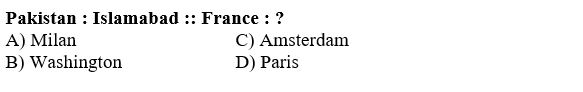 Pakistan : Islamabad :: France : ?
A) Milan C) Amsterdam
B) Washington D) Paris